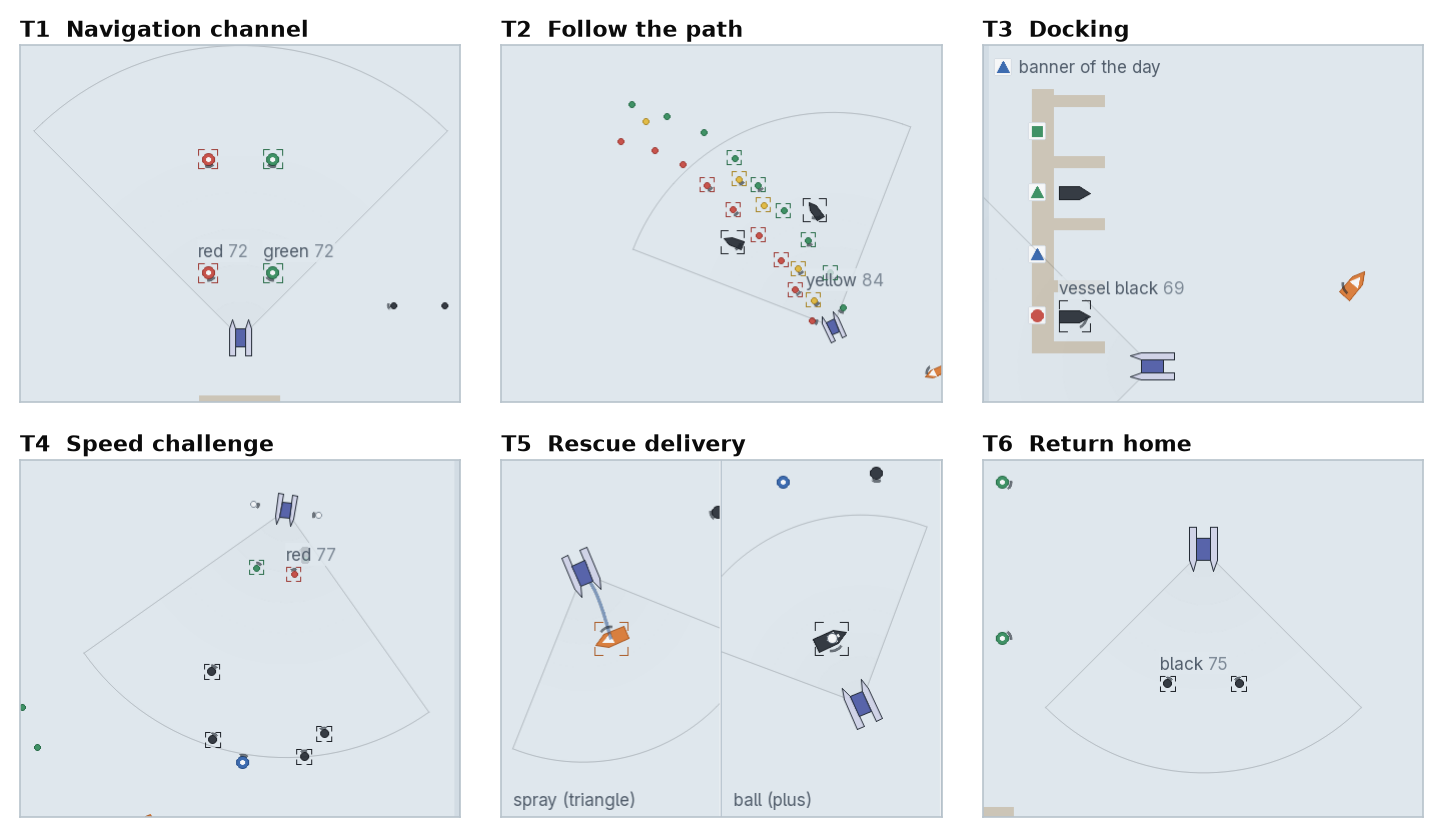 T1 Navigation channel
red 72 green 72
T2 Follow the path
yellow 84
T3 Docking
banner of the day
vessel black 69
T4 Speed challenge
red 77
T5 Rescue delivery
spray (triangle)
ball (plus)
T6 Return home
black 75